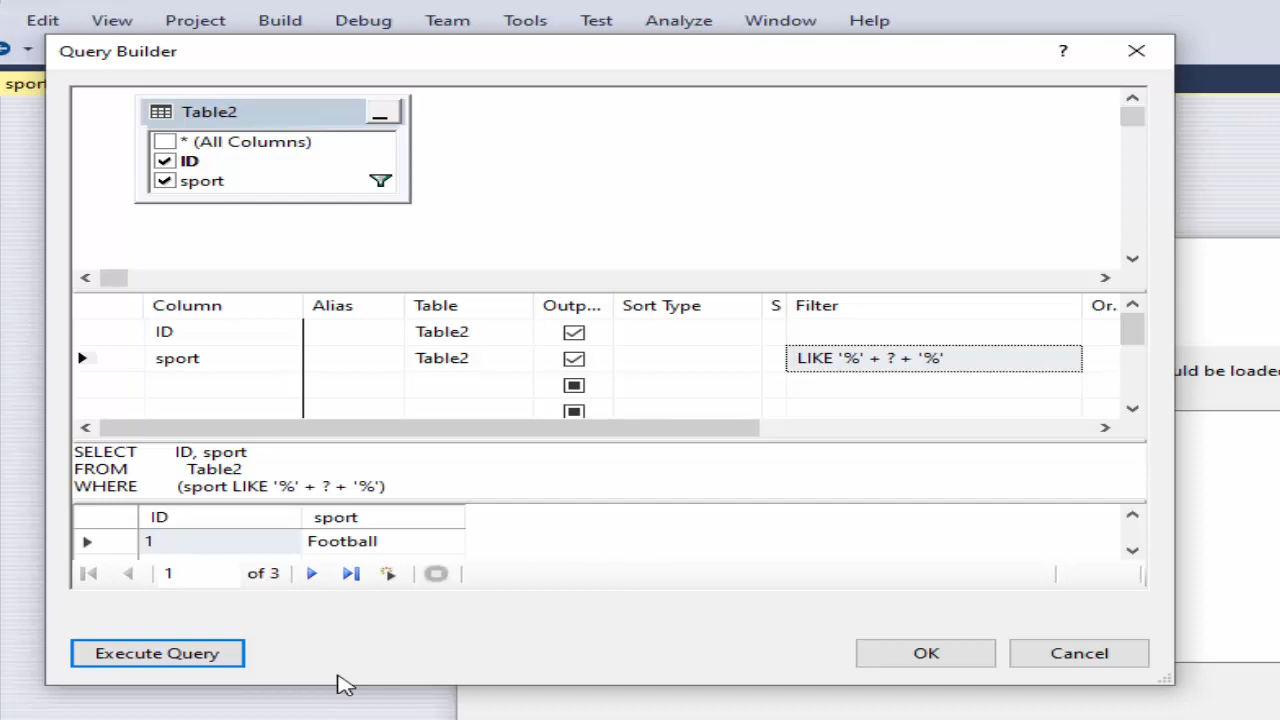 Edit View Project Build Debug Team Tools Test Analyze Window Help
Query Builder ?
sport
Table2
* (All Columns)
ID
sport
Column Alias Table Outp... Sort Type S Filter Or.
ID Table2
sport Table2 LIKE '%' + ? + '%'
uld be loaded
SELECT ID, sport
FROM Table2
WHERE (sport LIKE '%' + ? + '%')
ID sport
1 Football
1 of 3
Execute Query OK Cancel